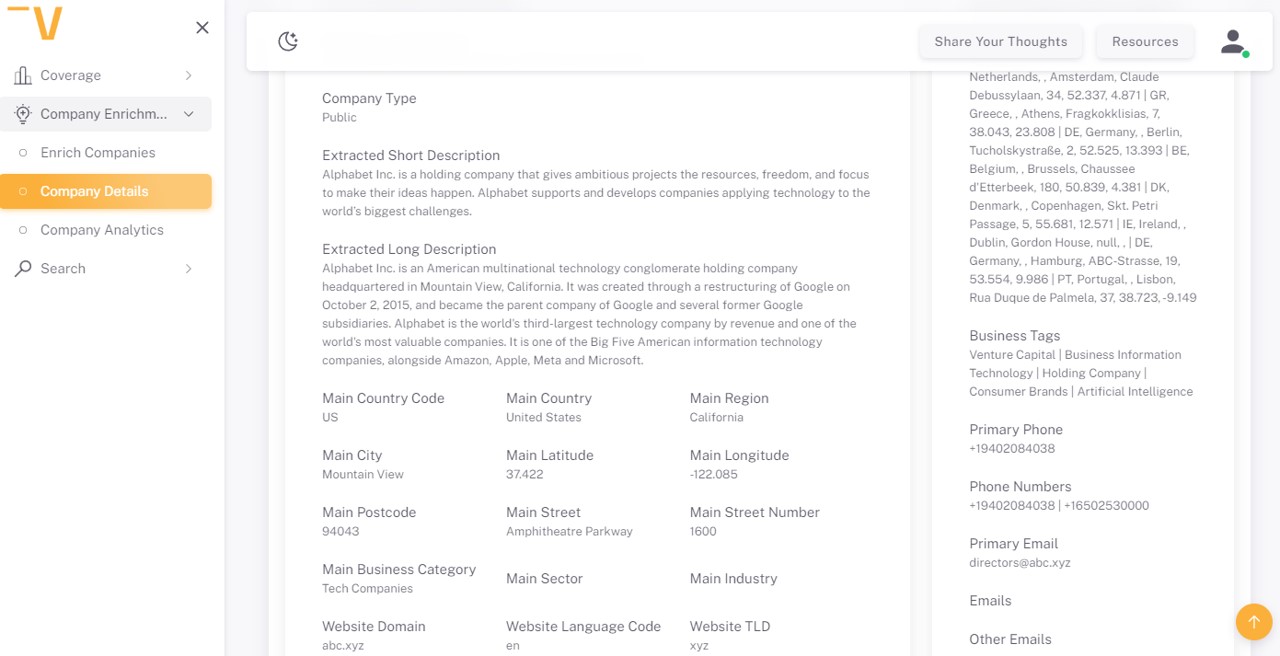 Coverage
Company Enrichm...
Enrich Companies
Company Details
Company Analytics
Search
Share Your Thoughts
Resources
Company Type
Public
Extracted Short Description
Alphabet Inc. is a holding company that gives ambitious projects the resources, freedom, and focus
to make their ideas happen. Alphabet supports and develops companies applying technology to the
world's biggest challenges.
Extracted Long Description
Alphabet Inc. is an American multinational technology conglomerate holding company
headquartered in Mountain View, California. It was created through a restructuring of Google on
October 2, 2015, and became the parent company of Google and several former Google
subsidiaries. Alphabet is the world's third-largest technology company by revenue and one of the
world's most valuable companies. It is one of the Big Five American information technology
companies, alongside Amazon, Apple, Meta and Microsoft.
Main Country Code Main Country Main Region
US United States California
Main City Main Latitude Main Longitude
Mountain View 37.422 -122.085
Main Postcode Main Street Main Street Number
94043 Amphitheatre Parkway 1600
Main Business Category Main Sector Main Industry
Tech Companies
Website Domain Website Language Code Website TLD
abc.xyz en xyz
Netherlands, , Amsterdam, Claude
Debussylaan, 34, 52.337, 4.871 | GR,
Greece, , Athens, Fragkokklisias, 7,
38.043, 23.808 | DE, Germany, , Berlin,
Tucholskystraße, 2, 52.525, 13.393 | BE,
Belgium, , Brussels, Chaussee
d'Etterbeek, 180, 50.839, 4.381 | DK,
Denmark, , Copenhagen, Skt. Petri
Passage, 5, 55.681, 12.571 | IE, Ireland, ,
Dublin, Gordon House, null, , | DE,
Germany, , Hamburg, ABC-Strasse, 19,
53.554, 9.986 | PT, Portugal, , Lisbon,
Rua Duque de Palmela, 37, 38.723, -9.149
Business Tags
Venture Capital | Business Information
Technology | Holding Company |
Consumer Brands | Artificial Intelligence
Primary Phone
+19402084038
Phone Numbers
+19402084038 | +16502530000
Primary Email
directors@abc.xyz
Emails
Other Emails